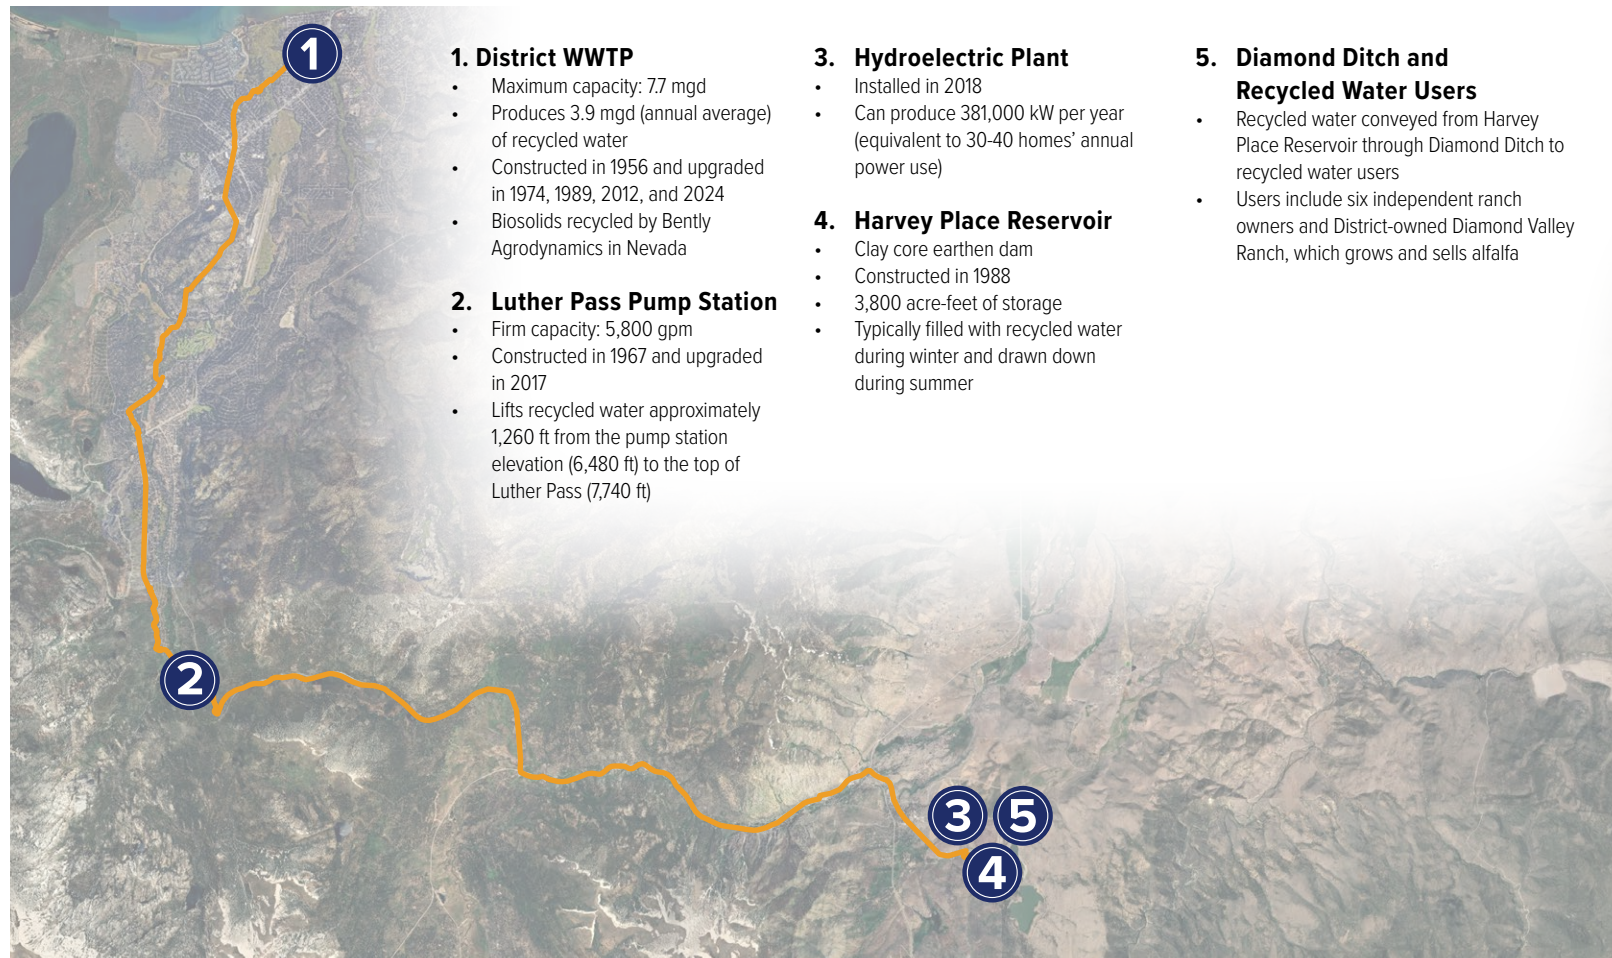 1. District WWTP
• Maximum capacity: 7.7 mgd
• Produces 3.9 mgd (annual average)
of recycled water
• Constructed in 1956 and upgraded
in 1974, 1989, 2012, and 2024
• Biosolids recycled by Bently
Agrodynamics in Nevada
2. Luther Pass Pump Station
• Firm capacity: 5,800 gpm
• Constructed in 1967 and upgraded
in 2017
• Lifts recycled water approximately
1,260 ft from the pump station
elevation (6,480 ft) to the top of
Luther Pass (7,740 ft)
3. Hydroelectric Plant
• Installed in 2018
• Can produce 381,000 kW per year
(equivalent to 30-40 homes’ annual
power use)
4. Harvey Place Reservoir
• Clay core earthen dam
• Constructed in 1988
• 3,800 acre-feet of storage
• Typically filled with recycled water
during winter and drawn down
during summer
5. Diamond Ditch and
Recycled Water Users
• Recycled water conveyed from Harvey
Place Reservoir through Diamond Ditch to
recycled water users
• Users include six independent ranch
owners and District-owned Diamond Valley
Ranch, which grows and sells alfalfa
1
2
3
5
4